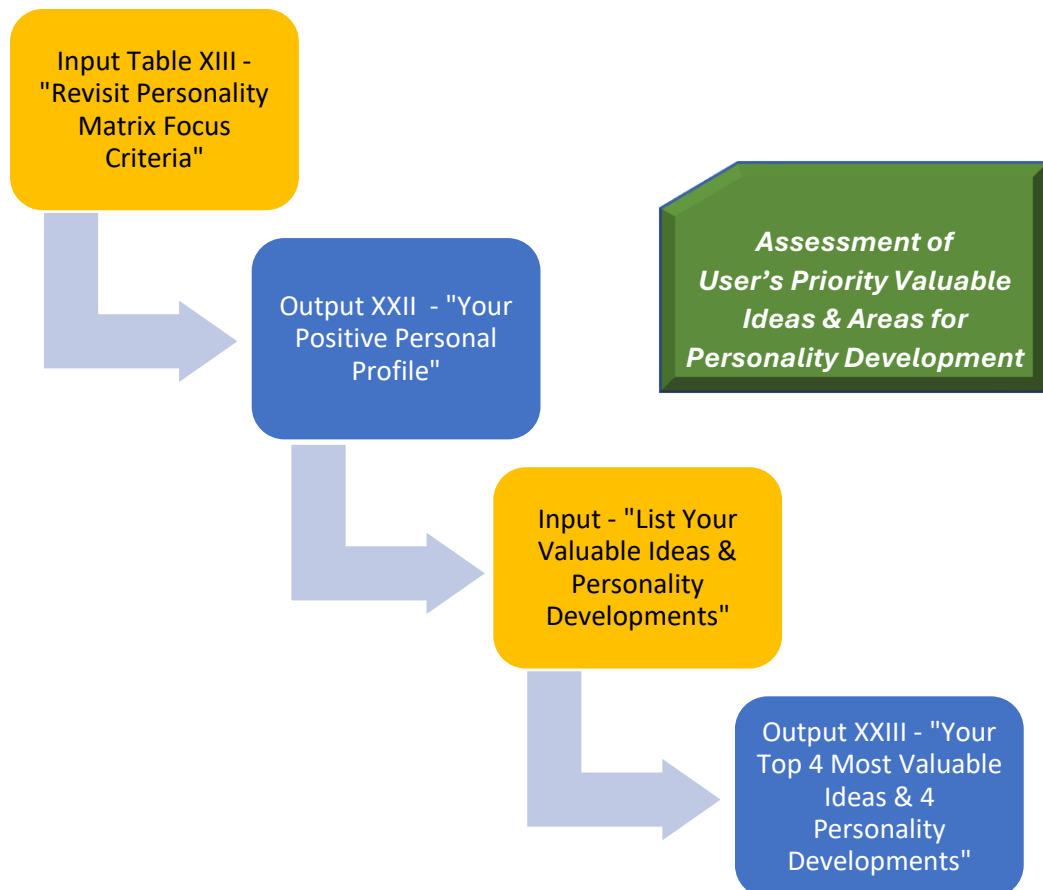 Input Table XIII -
"Revisit Personality
Matrix Focus
Criteria"
Assessment of
User’s Priority Valuable
Ideas & Areas for
Personality Development
Output XXII - "Your
Positive Personal
Profile"
Input - "List Your
Valuable Ideas &
Personality
Developments"
Output XXIII - "Your
Top 4 Most Valuable
Ideas & 4
Personality
Developments"